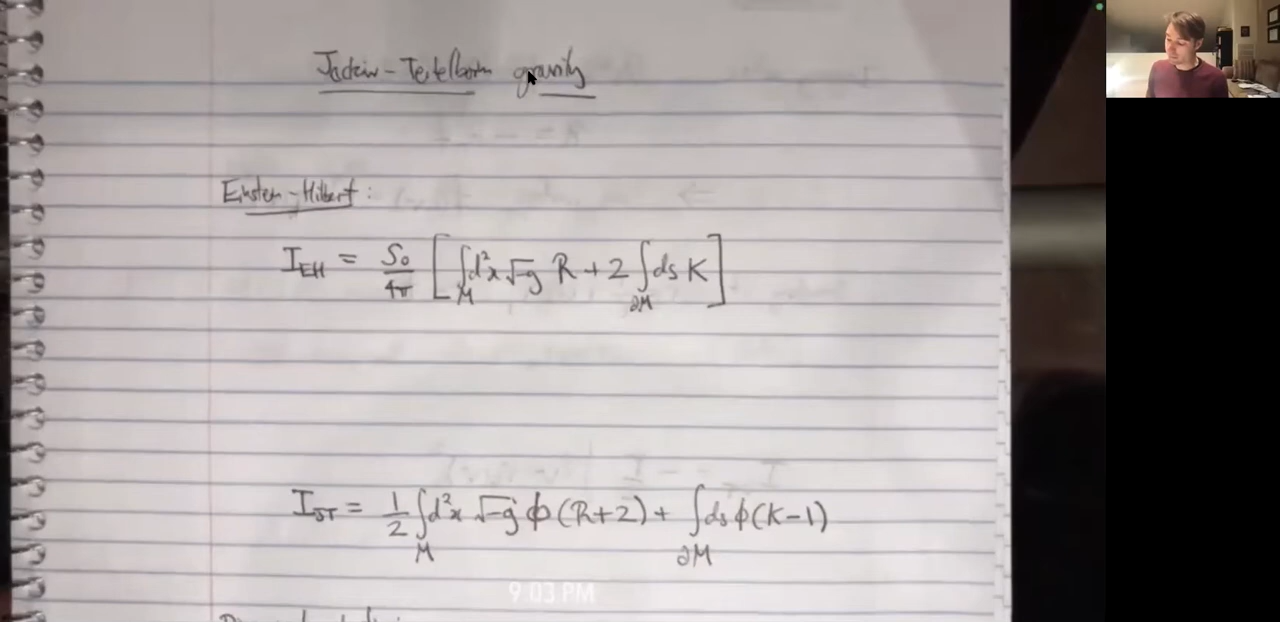 Jackiw-Teitelboim gravity
Einstein-Hilbert:
I_EH = S_0/4π [∫_M d²x √-g R + 2 ∫_∂M ds K]
I_JT = 1/2 ∫_M d²x √-g ϕ(R+2) + ∫_∂M ds ϕ(K-1)
9:03 PM